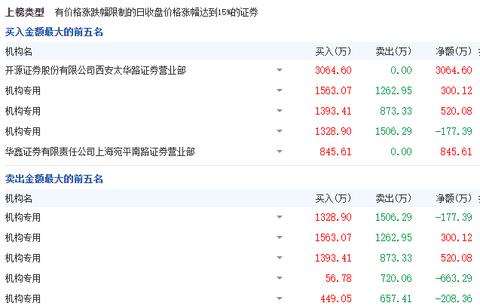 上榜类型 有价格涨跌幅限制的日收盘价格涨幅达到15%的证券
买入金额最大的前五名
机构名 买入(万) 卖出(万) 净额(万)
开源证券股份有限公司西安太华路证券营业部 3064.60 0.00 3064.60
机构专用 1563.07 1262.95 300.12
机构专用 1393.41 873.33 520.08
机构专用 1328.90 1506.29 -177.39
华鑫证券有限责任公司上海宛平南路证券营业部 845.61 0.00 845.61
卖出金额最大的前五名
机构名 买入(万) 卖出(万) 净额(万)
机构专用 1328.90 1506.29 -177.39
机构专用 1563.07 1262.95 300.12
机构专用 1393.41 873.33 520.08
机构专用 56.78 720.06 -663.29
机构专用 449.05 657.41 -208.36